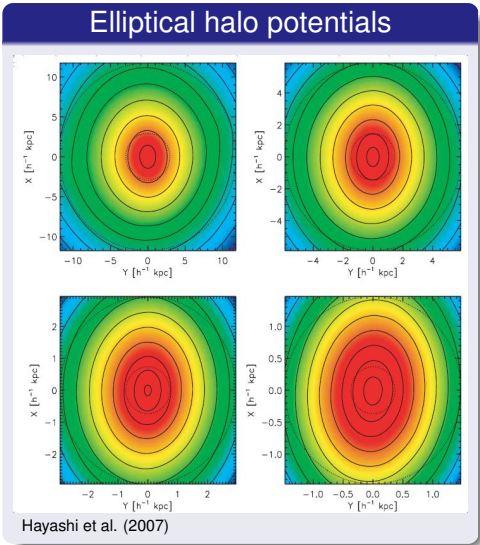 Elliptical halo potentials
10
5
0
-5
-10
X [h⁻¹ kpc]
-10 -5 0 5 10
Y [h⁻¹ kpc]
4
2
0
-2
-4
X [h⁻¹ kpc]
-4 -2 0 2 4
Y [h⁻¹ kpc]
2
1
0
-1
-2
X [h⁻¹ kpc]
-2 -1 0 1 2
Y [h⁻¹ kpc]
1.0
0.5
0.0
-0.5
-1.0
X [h⁻¹ kpc]
-1.0 -0.5 0.0 0.5 1.0
Y [h⁻¹ kpc]
Hayashi et al. (2007)